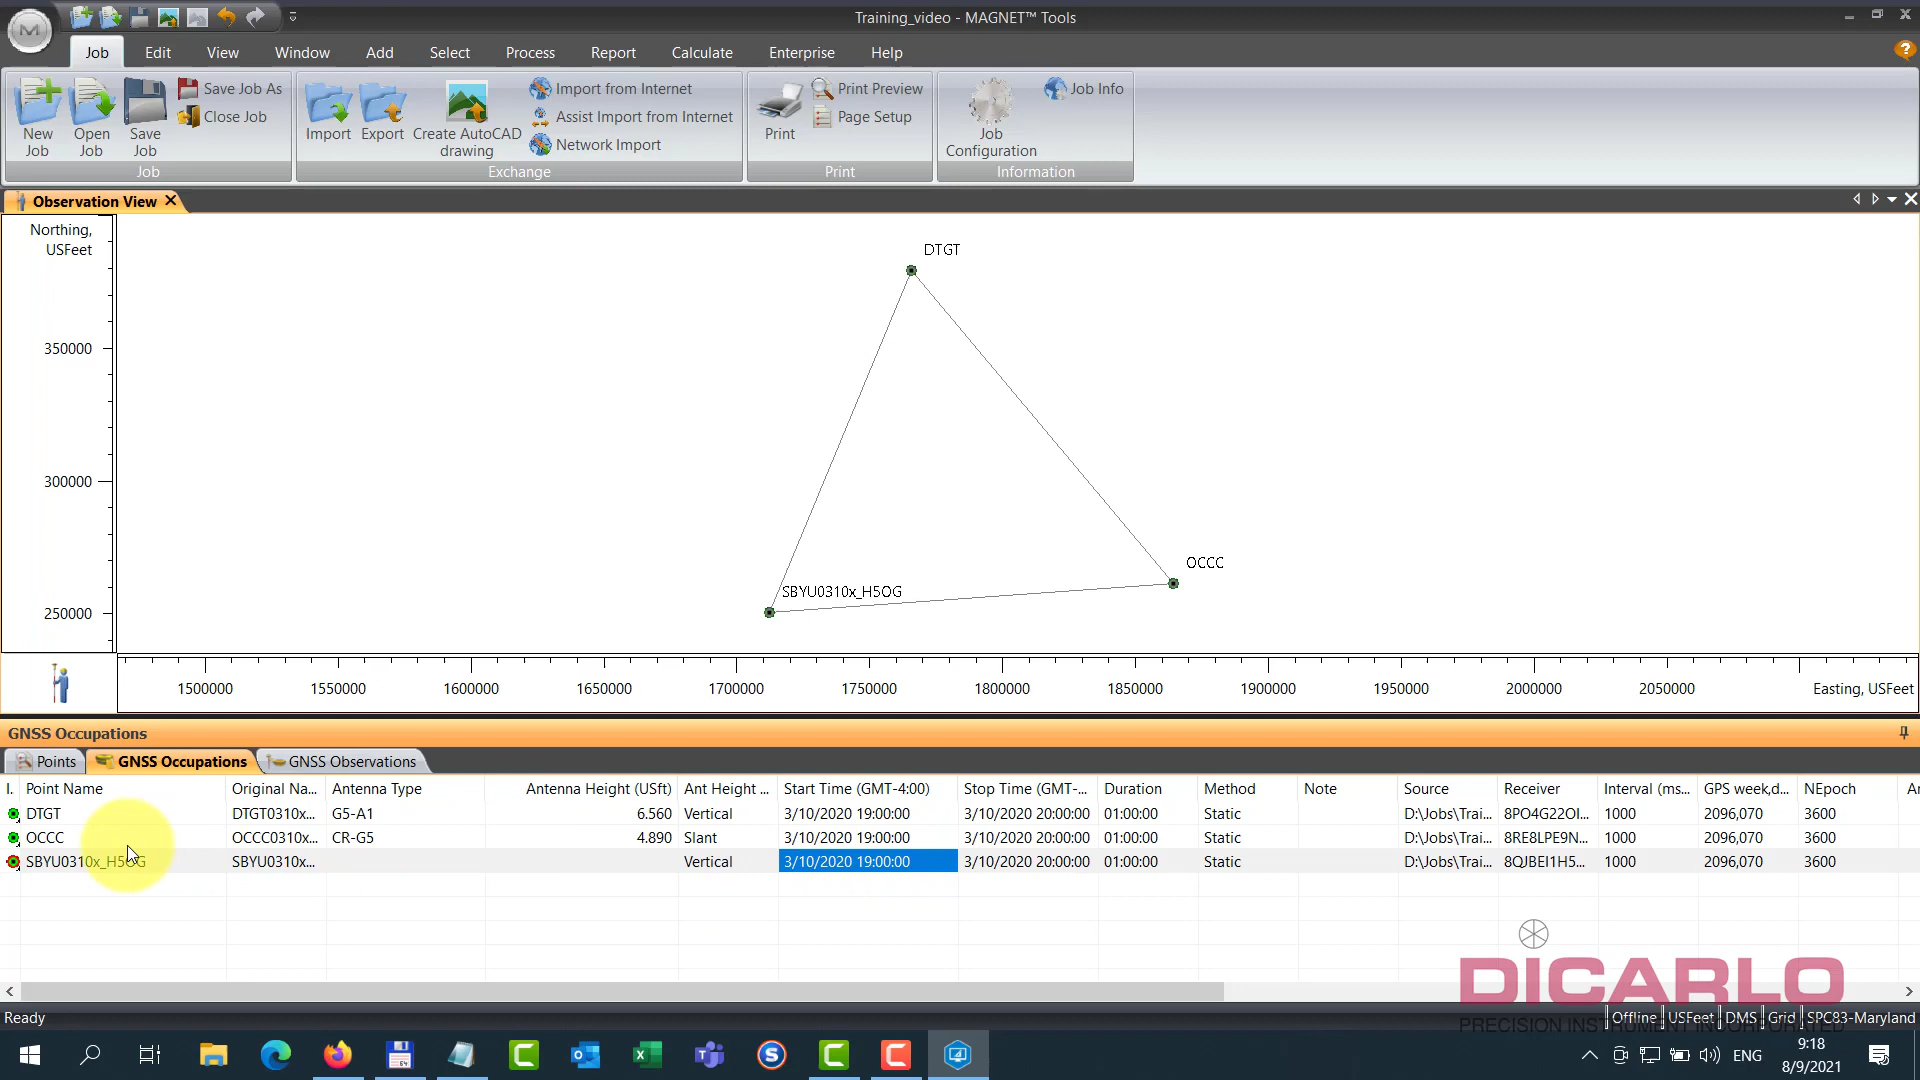 Training_video - MAGNET™ Tools
Job Edit View Window Add Select Process Report Calculate Enterprise Help
New Job
Open Job
Save Job
Save Job As
Close Job
Job
Import
Export
Create AutoCAD drawing
Import from Internet
Assist Import from Internet
Network Import
Exchange
Print
Print Preview
Page Setup
Print
Job Configuration
Job Info
Information
Observation View
Northing, USFeet
350000
300000
250000
DTGT
OCCC
SBYU0310x_H5OG
1500000 1550000 1600000 1650000 1700000 1750000 1800000 1850000 1900000 1950000 2000000 2050000 Easting, USFeet
GNSS Occupations
Points GNSS Occupations GNSS Observations
I. Point Name Original Na... Antenna Type Antenna Height (USft) Ant Height ... Start Time (GMT-4:00) Stop Time (GMT-... Duration Method Note Source Receiver Interval (ms... GPS week,d... NEpoch
DTGT DTGT0310x... G5-A1 6.560 Vertical 3/10/2020 19:00:00 3/10/2020 20:00:00 01:00:00 Static D:\Jobs\Trai... 8PO4G22OI... 1000 2096,070 3600
OCCC OCCC0310x... CR-G5 4.890 Slant 3/10/2020 19:00:00 3/10/2020 20:00:00 01:00:00 Static D:\Jobs\Trai... 8RE8LPE9N... 1000 2096,070 3600
SBYU0310x_H5OG SBYU0310x... Vertical 3/10/2020 19:00:00 3/10/2020 20:00:00 01:00:00 Static D:\Jobs\Trai... 8QJBEI1H5... 1000 2096,070 3600
DICARLO
PRECISION INSTRUMENT INCORPORATED
Ready
Offline USFeet DMS Grid SPC83-Maryland
ENG
9:18
8/9/2021